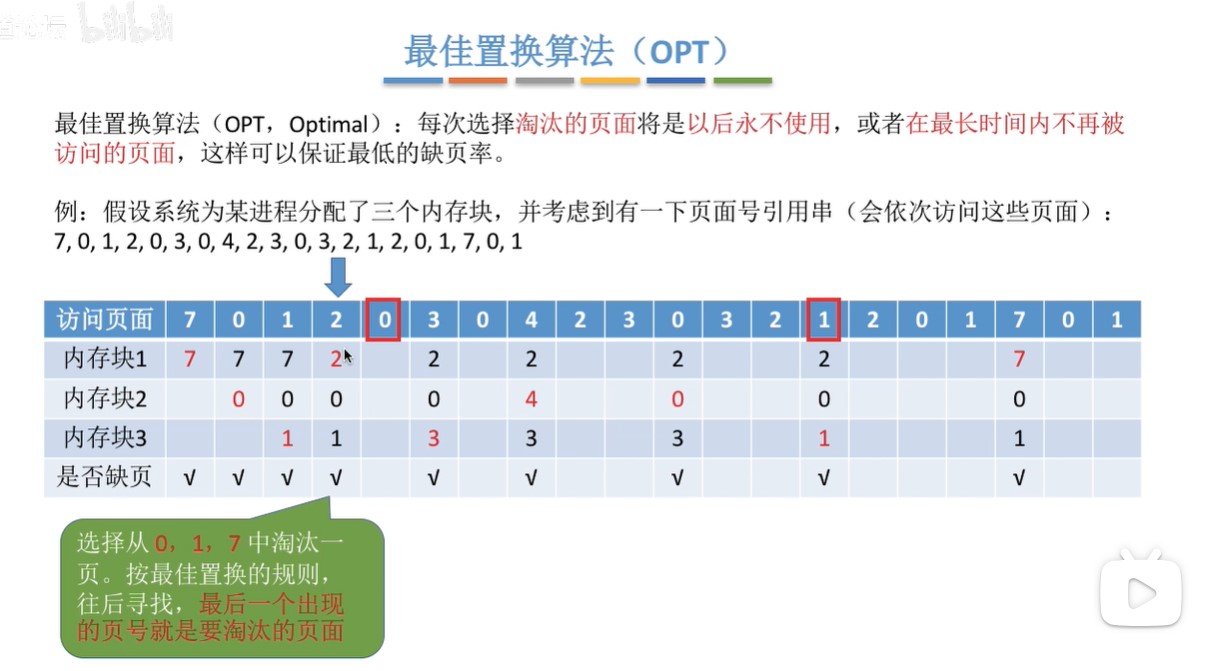 bilibili
最佳置换算法（OPT）
最佳置换算法（OPT，Optimal）：每次选择淘汰的页面将是以后永不使用，或者在最长时间内不再被
访问的页面，这样可以保证最低的缺页率。
例：假设系统为某进程分配了三个内存块，并考虑到有一下页面号引用串（会依次访问这些页面）：
7, 0, 1, 2, 0, 3, 0, 4, 2, 3, 0, 3, 2, 1, 2, 0, 1, 7, 0, 1
访问页面 7 0 1 2 0 3 0 4 2 3 0 3 2 1 2 0 1 7 0 1
内存块1 7 7 7 2 2 2 2 2 7
内存块2 0 0 0 0 4 0 0 0
内存块3 1 1 3 3 3 1 1
是否缺页 √ √ √ √ √ √ √ √ √
选择从 0，1，7 中淘汰一
页。按最佳置换的规则，
往后寻找，最后一个出现
的页号就是要淘汰的页面